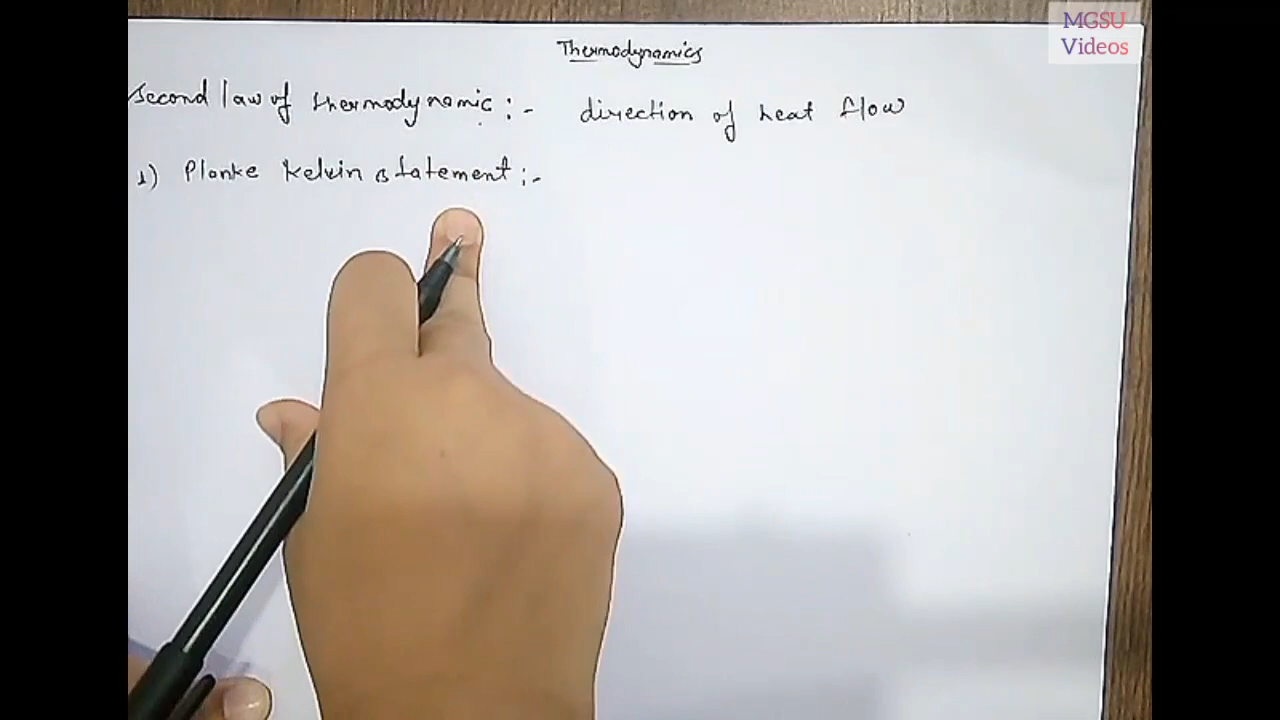 MGSU
Videos
Thermodynamics
Second law of thermodynamic :- direction of heat flow
1) Planke Kelvin statement :-